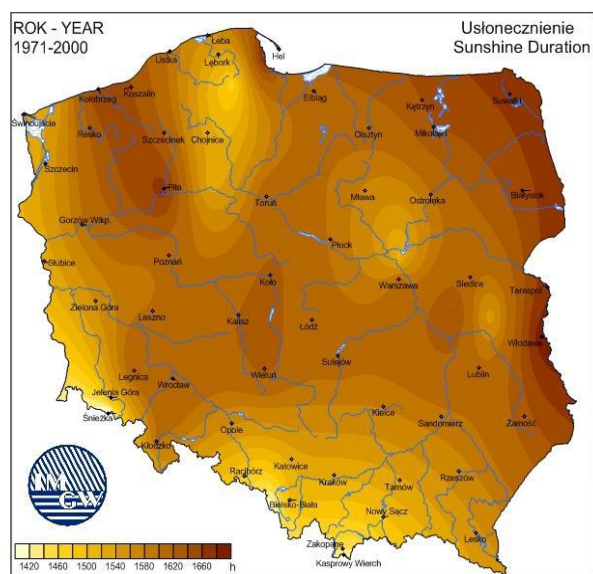 ROK - YEAR
1971-2000
Usłonecznienie
Sunshine Duration
Łeba
Ustka
Lębork
Hel
Kołobrzeg
Koszalin
Elbląg
Kętrzyn
Suwałki
Świnoujście
Resko
Szczecinek
Chojnice
Olsztyn
Mikołajki
Szczecin
Piła
Toruń
Mława
Ostrołęka
Białystok
Gorzów Wlkp.
Płock
Słubice
Poznań
Koło
Warszawa
Siedlce
Terespol
Zielona Góra
Leszno
Kalisz
Łódź
Włodawa
Sulejów
Legnica
Wrocław
Wieluń
Lublin
Jelenia Góra
Śnieżka
Kielce
Sandomierz
Zamość
Kłodzko
Opole
Racibórz
Katowice
Kraków
Tarnów
Rzeszów
Bielsko-Biała
Nowy Sącz
Lesko
Zakopane
Kasprowy Wierch
IM
GW
1420 1460 1500 1540 1580 1620 1660 h